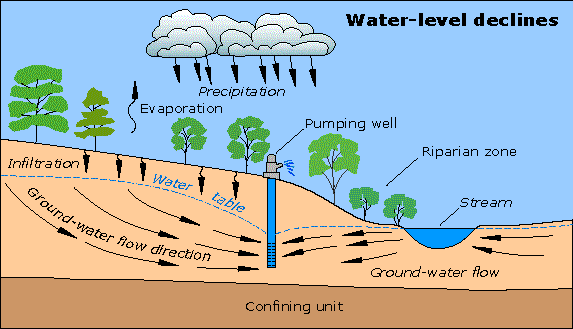 Water-level declines
Precipitation
Evaporation
Pumping well
Riparian zone
Infiltration
Water table
Stream
Ground-water flow direction
Ground-water flow
Confining unit